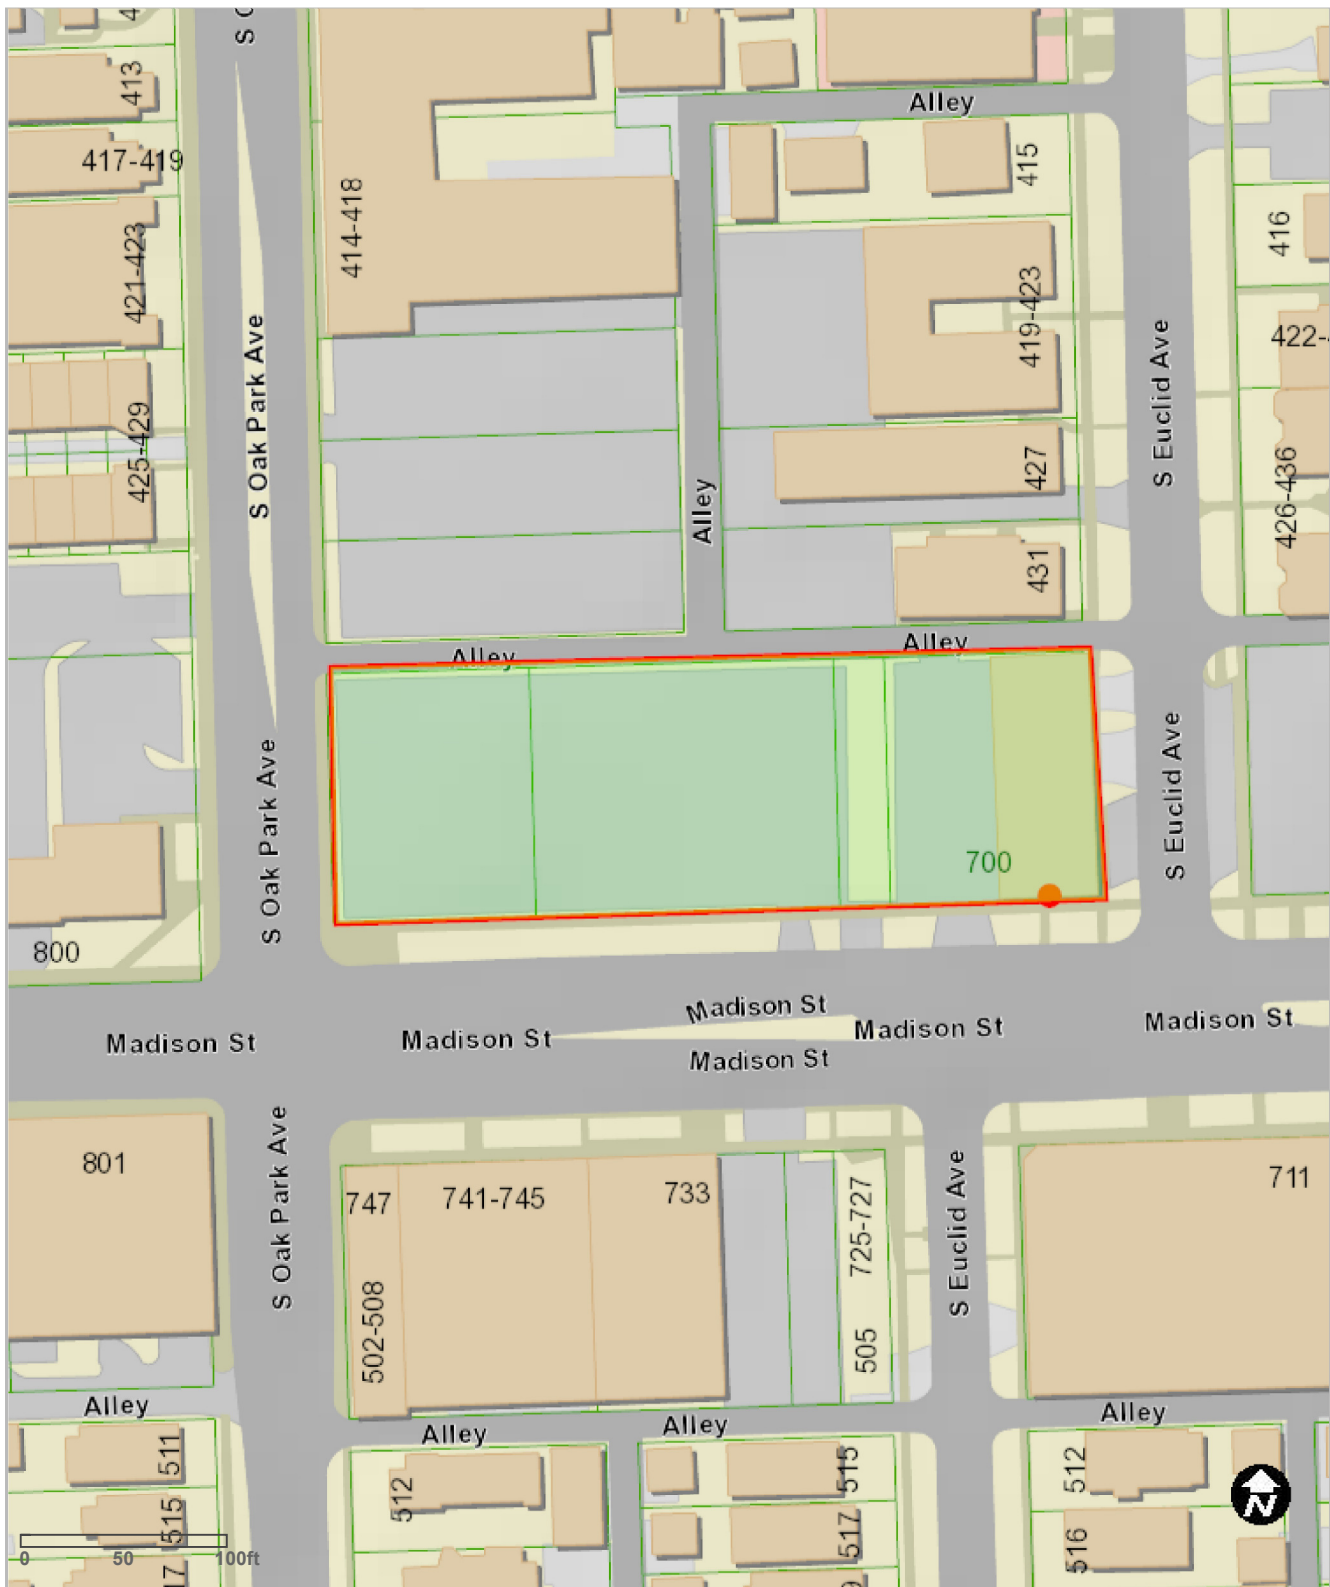 S O
4
413
Alley
417-419
415
414-418
416
421-423
419-423
S Oak Park Ave
S Euclid Ave
422-
425-429
427
426-436
Alley
431
Alley
Alley
S Oak Park Ave
S Euclid Ave
700
800
Madison St
Madison St
Madison St
Madison St
Madison St
Madison St
801
S Oak Park Ave
747
741-745
733
725-727
S Euclid Ave
711
502-508
505
Alley
Alley
Alley
Alley
511
512
515
512
515
517
516
0 50 100ft
17
N